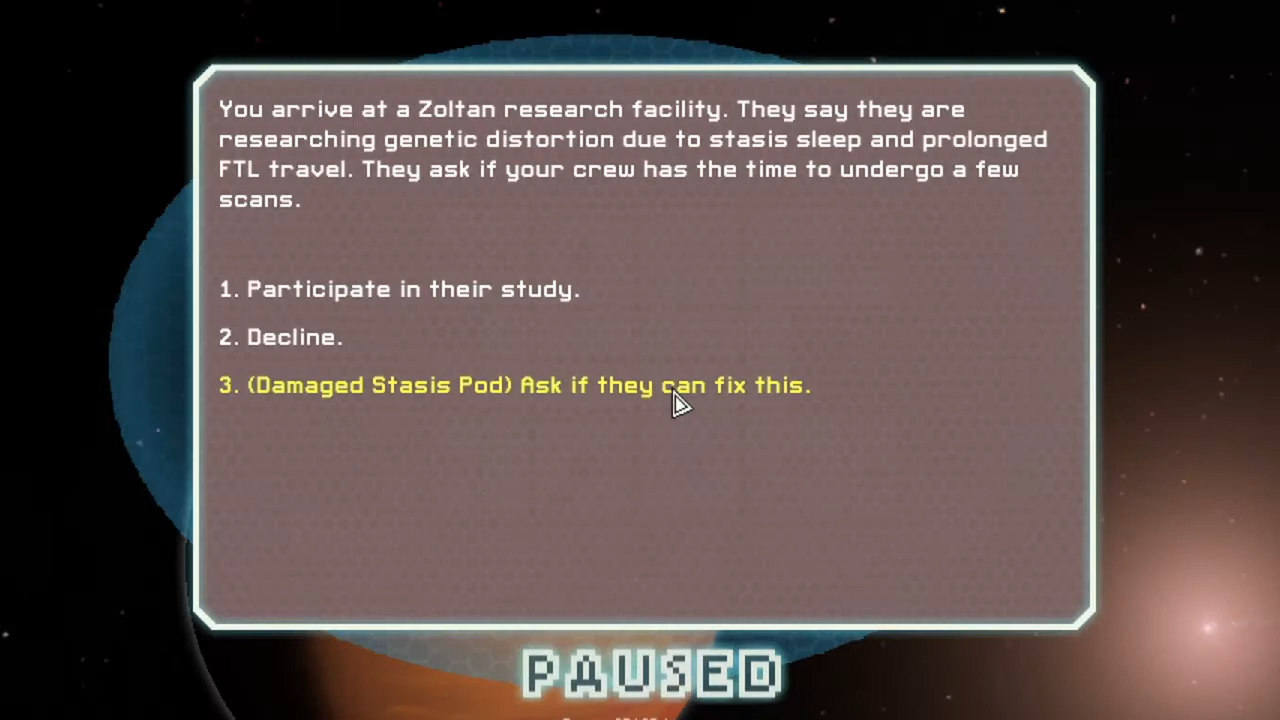 You arrive at a Zoltan research facility. They say they are
researching genetic distortion due to stasis sleep and prolonged
FTL travel. They ask if your crew has the time to undergo a few
scans.
1. Participate in their study.
2. Decline.
3. (Damaged Stasis Pod) Ask if they can fix this.
PAUSED